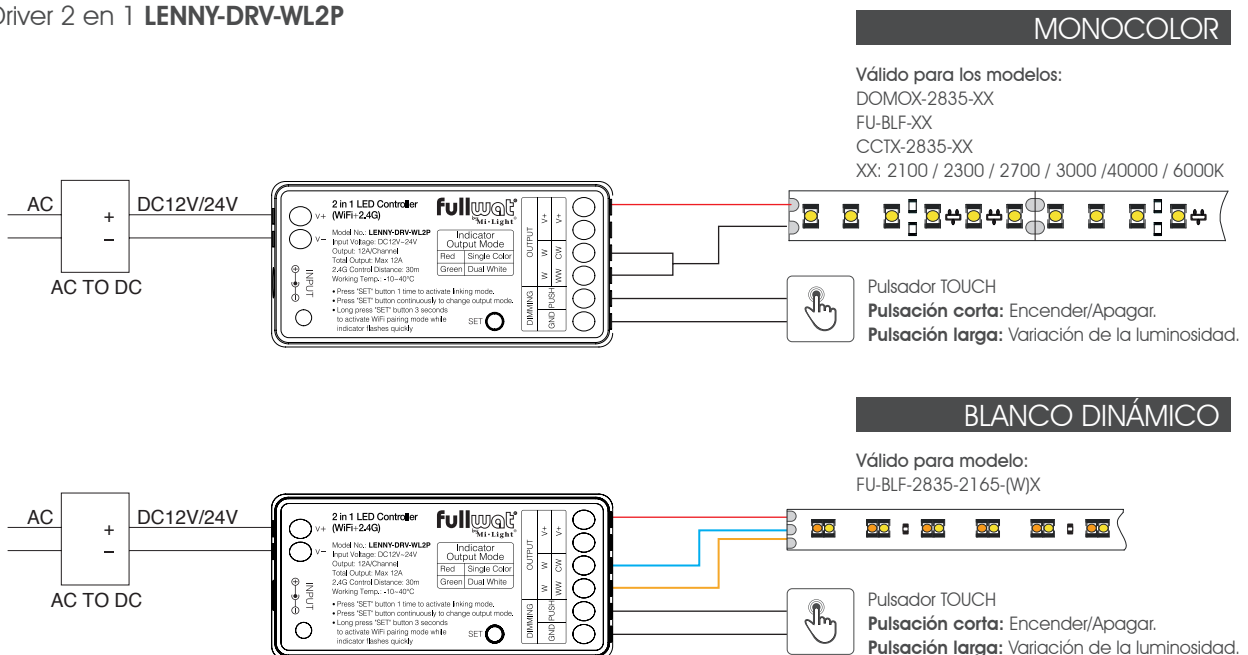 Driver 2 en 1 LENNY-DRV-WL2P
MONOCOLOR
Válido para los modelos:
DOMOX-2835-XX
FU-BLF-XX
CCTX-2835-XX
XX: 2100 / 2300 / 2700 / 3000 /40000 / 6000K
AC
+
-
DC12V/24V
AC TO DC
V+
V-
INPUT
2 in 1 LED Controller
(WiFi+2.4G)
fullwat
Mi·Light
Model No.: LENNY-DRV-WL2P
Input Voltage: DC12V~24V
Output: 12A/Channel
Total Output: Max 12A
2.4G Control Distance: 30m
Working Temp.: -10~40°C
Indicator
Output Mode
Red Single Color
Green Dual White
• Press "SET" button 1 time to activate linking mode.
• Press "SET" button continuously to change output mode.
• Long press "SET" button 3 seconds
to activate WiFi pairing mode while
indicator flashes quickly
SET
OUTPUT
V+ V+
W CW
W WW
DIMMING
PUSH
GND
Pulsador TOUCH
Pulsación corta: Encender/Apagar.
Pulsación larga: Variación de la luminosidad.
BLANCO DINÁMICO
Válido para modelo:
FU-BLF-2835-2165-(W)X
AC
+
-
DC12V/24V
AC TO DC
V+
V-
INPUT
2 in 1 LED Controller
(WiFi+2.4G)
fullwat
Mi·Light
Model No.: LENNY-DRV-WL2P
Input Voltage: DC12V~24V
Output: 12A/Channel
Total Output: Max 12A
2.4G Control Distance: 30m
Working Temp.: -10~40°C
Indicator
Output Mode
Red Single Color
Green Dual White
• Press "SET" button 1 time to activate linking mode.
• Press "SET" button continuously to change output mode.
• Long press "SET" button 3 seconds
to activate WiFi pairing mode while
indicator flashes quickly
SET
OUTPUT
V+ V+
W CW
W WW
DIMMING
PUSH
GND
Pulsador TOUCH
Pulsación corta: Encender/Apagar.
Pulsación larga: Variación de la luminosidad.